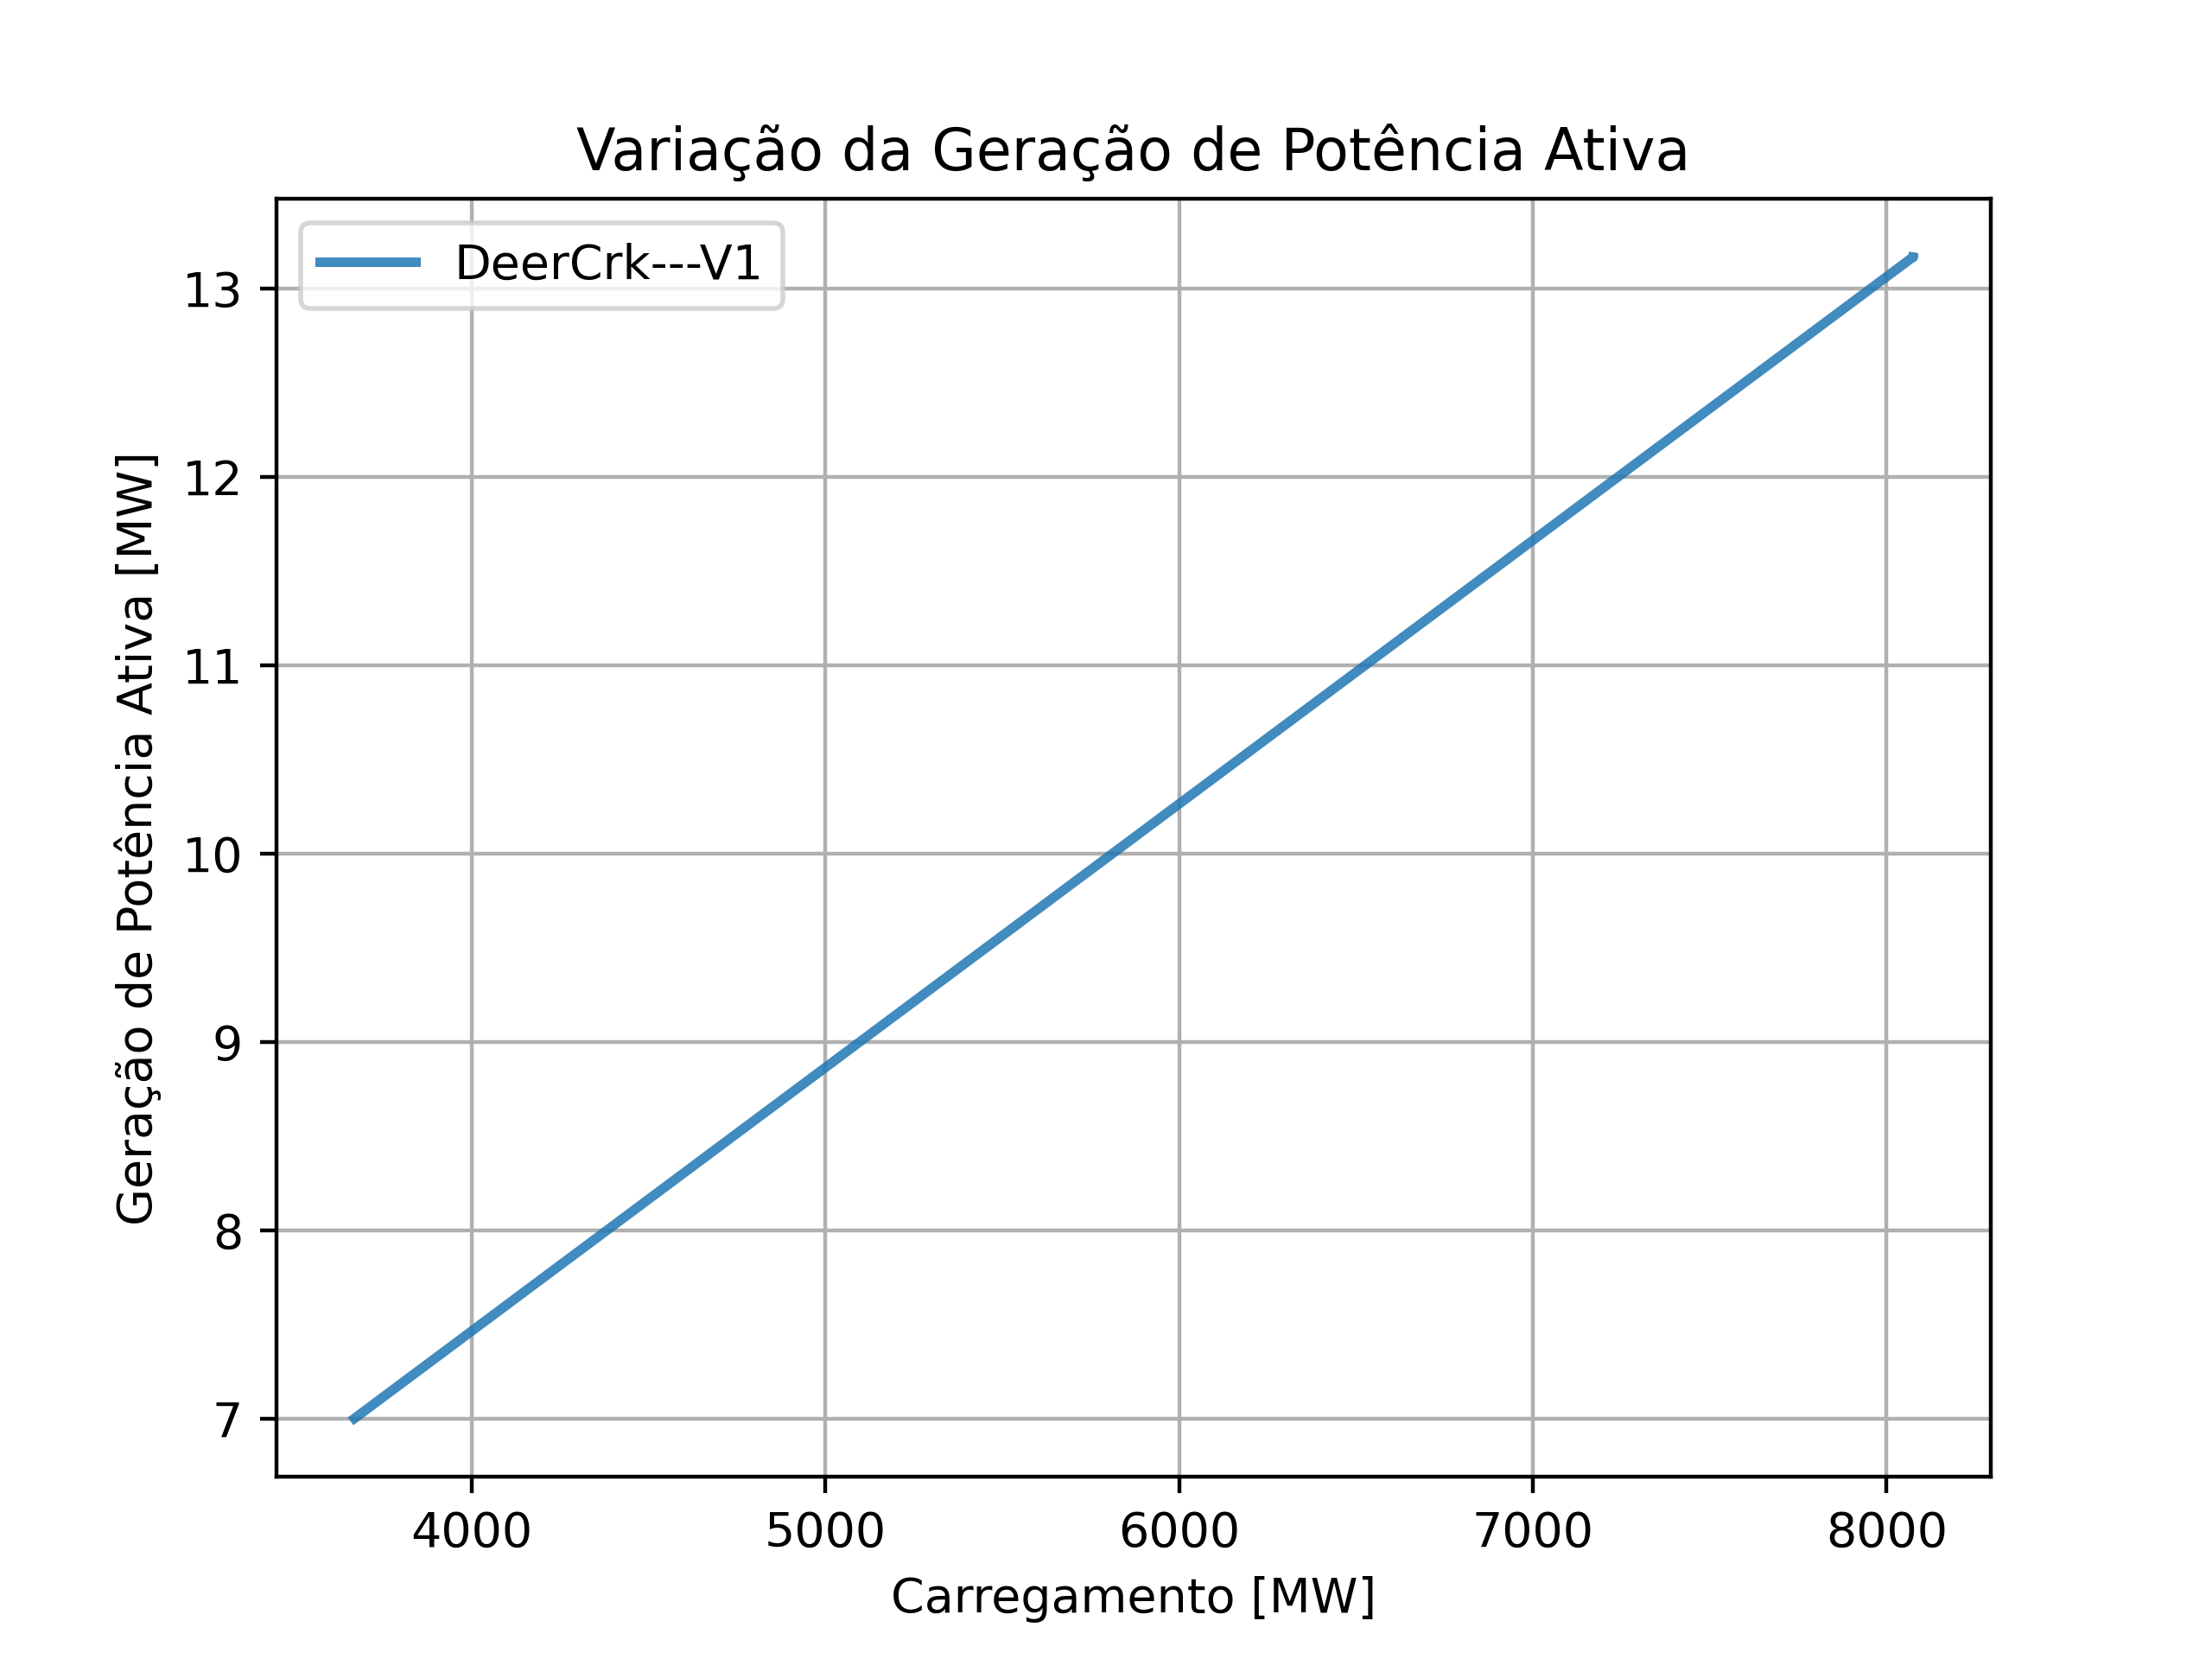 Variação da Geração de Potência Ativa
DeerCrk---V1
Geração de Potência Ativa [MW]
13
12
11
10
9
8
7
4000 5000 6000 7000 8000
Carregamento [MW]